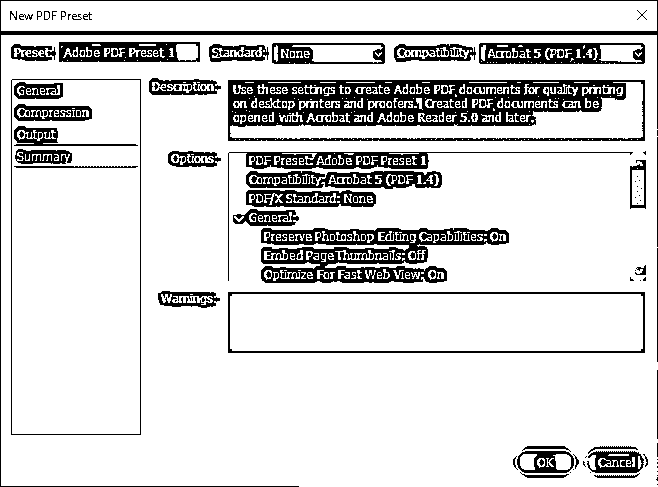 New PDF Preset
Preset: Adobe PDF Preset 1 Standard: None Compatibility: Acrobat 5 (PDF 1.4)
General
Compression
Output
Summary
Description: Use these settings to create Adobe PDF documents for quality printing
on desktop printers and proofers. Created PDF documents can be
opened with Acrobat and Adobe Reader 5.0 and later.
Options: PDF Preset: Adobe PDF Preset 1
Compatibility: Acrobat 5 (PDF 1.4)
PDF/X Standard: None
General:
Preserve Photoshop Editing Capabilities: On
Embed Page Thumbnails: Off
Optimize For Fast Web View: On
Warnings:
OK Cancel